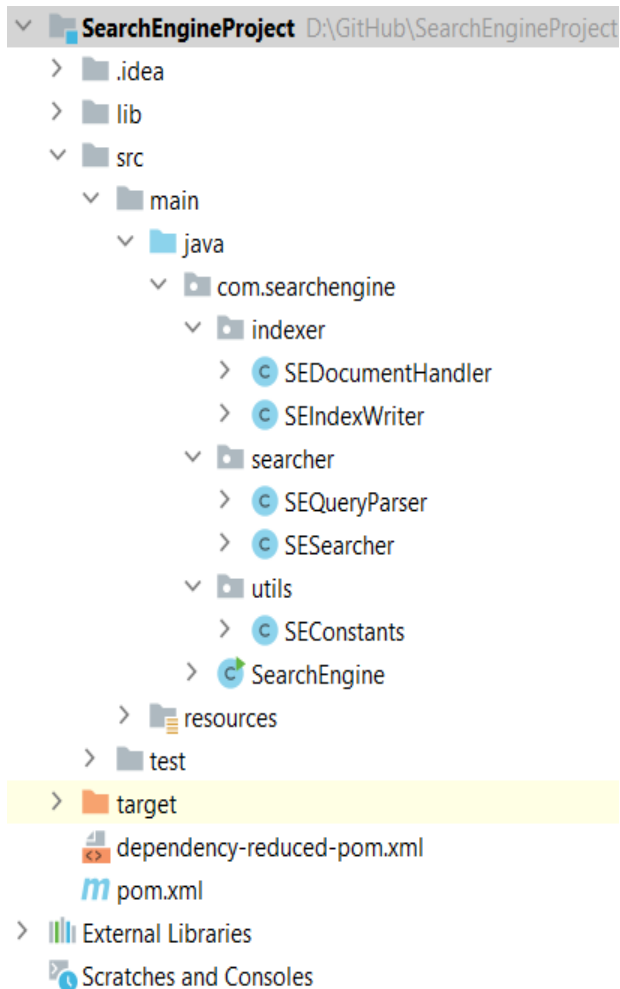 SearchEngineProject D:\GitHub\SearchEngineProject
.idea
lib
src
main
java
com.searchengine
indexer
SEDocumentHandler
SEIndexWriter
searcher
SEQueryParser
SESearcher
utils
SEConstants
SearchEngine
resources
test
target
dependency-reduced-pom.xml
pom.xml
External Libraries
Scratches and Consoles